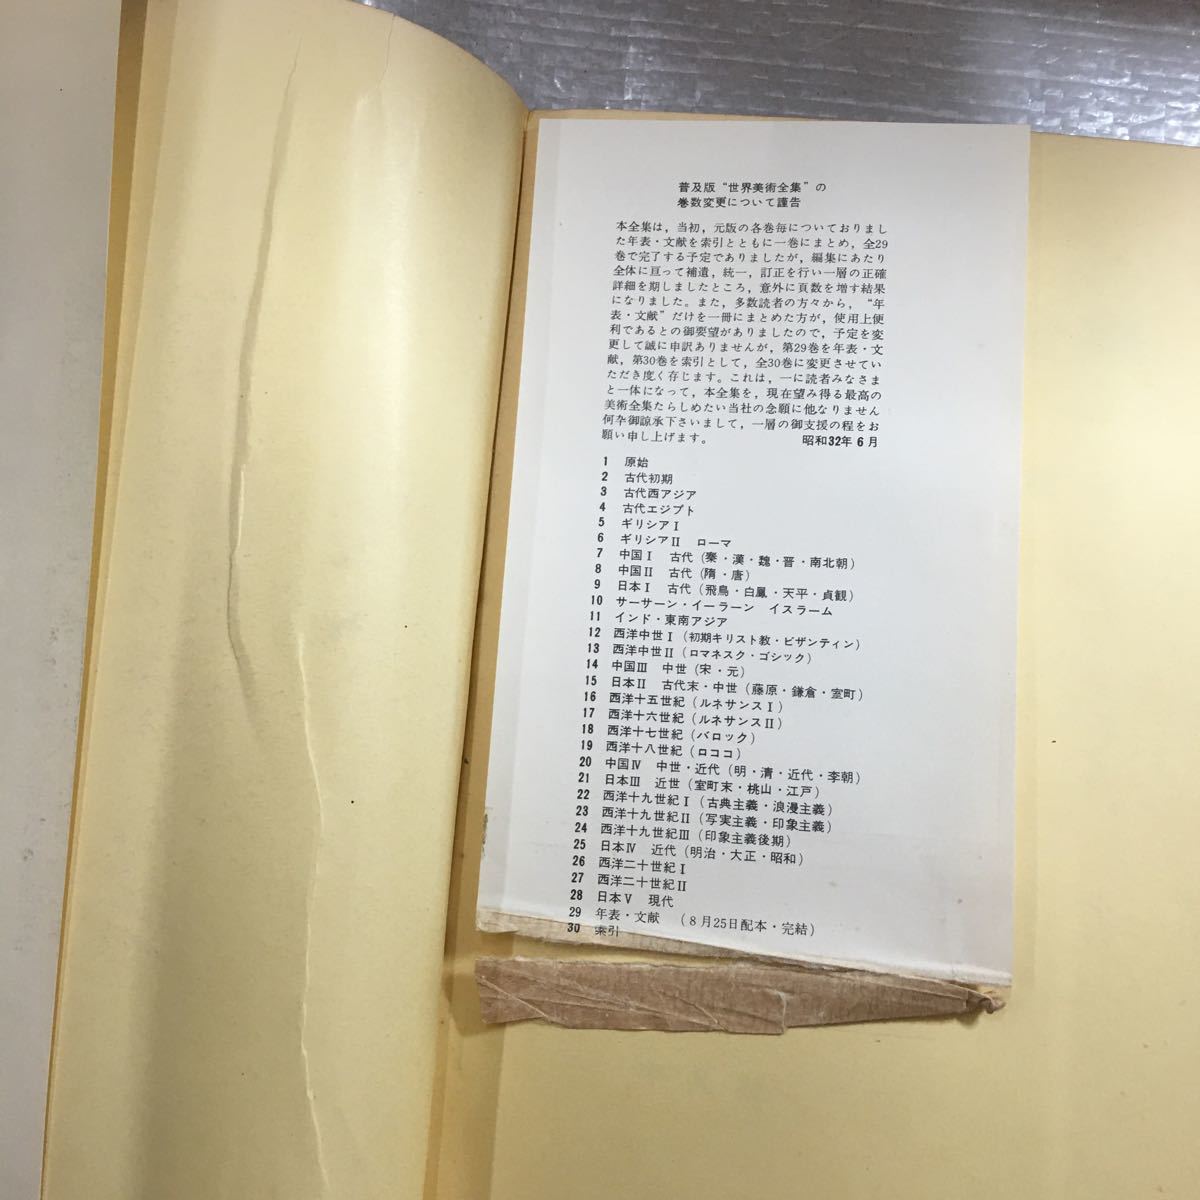 普及版“世界美術全集”の
巻数変更について謹告
本全集は，当初，元版の各巻毎についておりまし
た年表・文献を索引とともに一巻にまとめ，全29
巻で完了する予定でありましたが，編集にあたり
全体に亘って補遺，統一，訂正を行い一層の正確
詳細を期しましたところ，意外に頁数を増す結果
になりました。また，多数読者の方々から，“年
表・文献”だけを一冊にまとめた方が，使用上便
利であるとの御要望がありましたので，予定を変
更して誠に申訳ありませんが，第29巻を年表・文
献，第30巻を索引として，全30巻に変更させてい
ただき度く存じます。これは，一に読者みなさま
と一体になって，本全集を，現在望み得る最高の
美術全集たらしめたい当社の念願に他なりません
何卆御諒承下さいまして，一層の御支援の程をお
願い申し上げます。 昭和32年6月
1 原始
2 古代初期
3 古代西アジア
4 古代エジプト
5 ギリシアⅠ
6 ギリシアⅡ ローマ
7 中国Ⅰ 古代（秦・漢・魏・晋・南北朝）
8 中国Ⅱ 古代（隋・唐）
9 日本Ⅰ 古代（飛鳥・白鳳・天平・貞観）
10 サーサーン・イーラーン イスラーム
11 インド・東南アジア
12 西洋中世Ⅰ（初期キリスト教・ビザンティン）
13 西洋中世Ⅱ（ロマネスク・ゴシック）
14 中国Ⅲ 中世（宋・元）
15 日本Ⅱ 古代末・中世（藤原・鎌倉・室町）
16 西洋十五世紀（ルネサンスⅠ）
17 西洋十六世紀（ルネサンスⅡ）
18 西洋十七世紀（バロック）
19 西洋十八世紀（ロココ）
20 中国Ⅳ 中世・近代（明・清・近代・李朝）
21 日本Ⅲ 近世（室町末・桃山・江戸）
22 西洋十九世紀Ⅰ（古典主義・浪漫主義）
23 西洋十九世紀Ⅱ（写実主義・印象主義）
24 西洋十九世紀Ⅲ（印象主義後期）
25 日本Ⅳ 近代（明治・大正・昭和）
26 西洋二十世紀Ⅰ
27 西洋二十世紀Ⅱ
28 日本Ⅴ 現代
29 年表・文献 （8月25日配本・完結）
30 索引